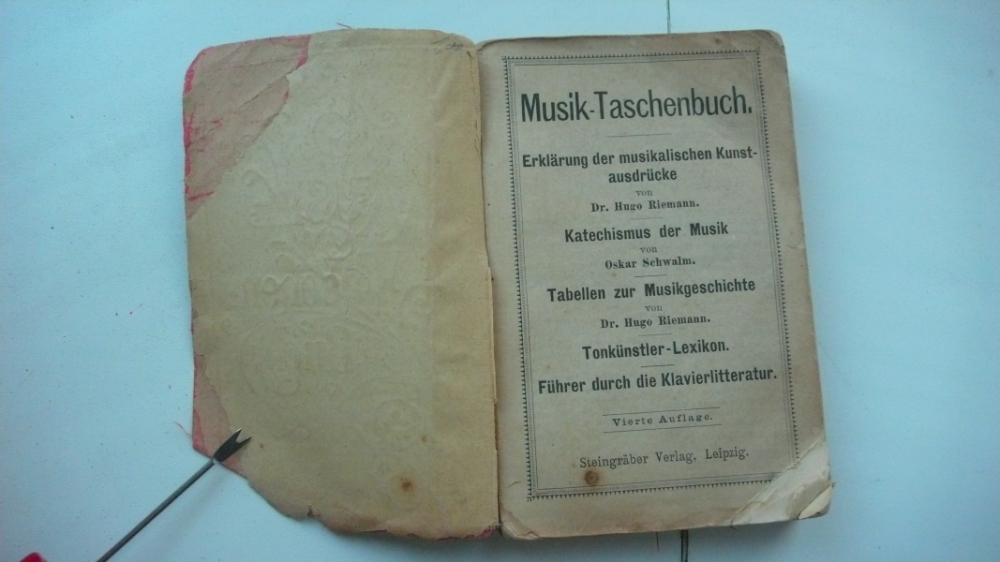 Musik-Taschenbuch.
Erklärung der musikalischen Kunst-
ausdrücke
von
Dr. Hugo Riemann.
Katechismus der Musik
von
Oskar Schwalm.
Tabellen zur Musikgeschichte
von
Dr. Hugo Riemann.
Tonkünstler-Lexikon.
Führer durch die Klavierlitteratur.
Vierte Auflage.
Steingräber Verlag, Leipzig.